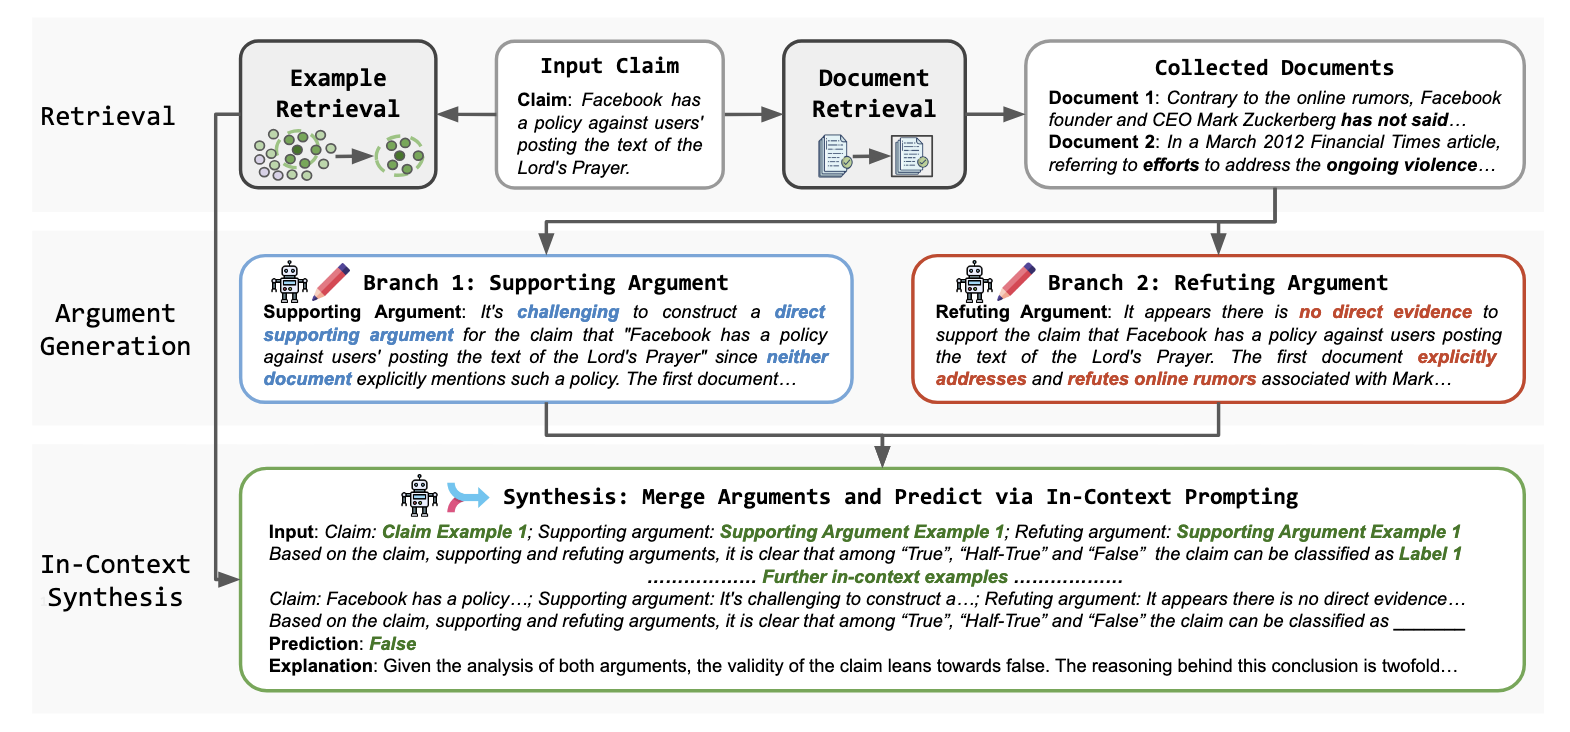 Retrieval
Example
Retrieval
Input Claim
Claim: Facebook has
a policy against users'
posting the text of the
Lord's Prayer.
Document
Retrieval
Collected Documents
Document 1: Contrary to the online rumors, Facebook
founder and CEO Mark Zuckerberg has not said…
Document 2: In a March 2012 Financial Times article,
referring to efforts to address the ongoing violence…
Argument
Generation
Branch 1: Supporting Argument
Supporting Argument: It's challenging to construct a direct
supporting argument for the claim that "Facebook has a policy
against users' posting the text of the Lord's Prayer" since neither
document explicitly mentions such a policy. The first document…
Branch 2: Refuting Argument
Refuting Argument: It appears there is no direct evidence to
support the claim that Facebook has a policy against users posting
the text of the Lord's Prayer. The first document explicitly
addresses and refutes online rumors associated with Mark…
In-Context
Synthesis
Synthesis: Merge Arguments and Predict via In-Context Prompting
Input: Claim: Claim Example 1; Supporting argument: Supporting Argument Example 1; Refuting argument: Supporting Argument Example 1
Based on the claim, supporting and refuting arguments, it is clear that among “True”, “Half-True” and “False” the claim can be classified as Label 1
……………… Further in-context examples ………………
Claim: Facebook has a policy…; Supporting argument: It's challenging to construct a…; Refuting argument: It appears there is no direct evidence…
Based on the claim, supporting and refuting arguments, it is clear that among “True”, “Half-True” and “False” the claim can be classified as _______
Prediction: False
Explanation: Given the analysis of both arguments, the validity of the claim leans towards false. The reasoning behind this conclusion is twofold…